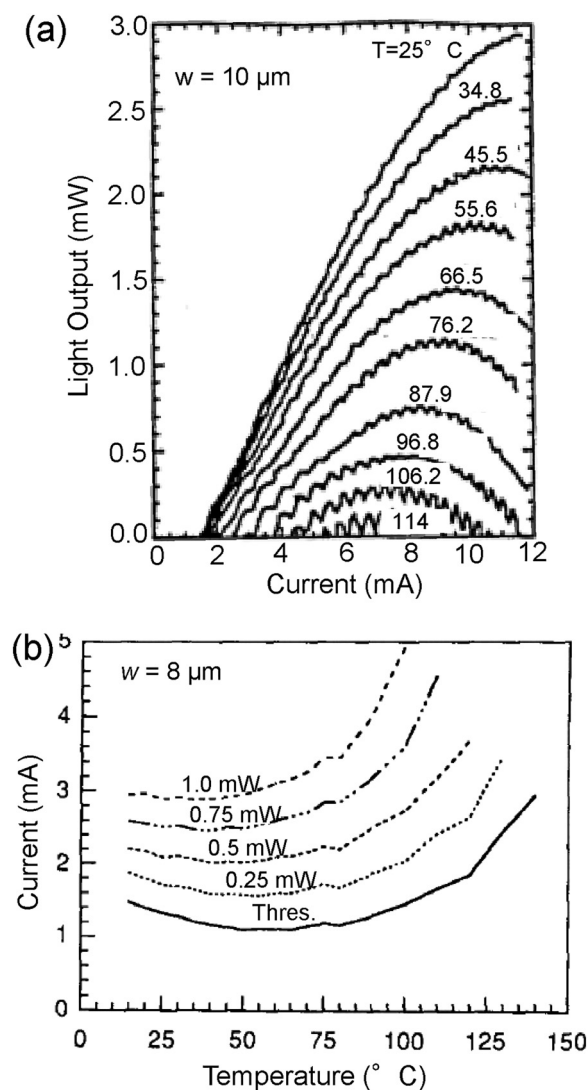 (a)
3.0
T=25° C
w = 10 μm
34.8
2.5
45.5
2.0
55.6
1.5
66.5
76.2
1.0
87.9
96.8
0.5
106.2
114
0.0
0 2 4 6 8 10 12
Light Output (mW)
Current (mA)
(b)
5
w = 8 μm
4
3
1.0 mW
0.75 mW
2
0.5 mW
0.25 mW
Thres.
1
0
0 25 50 75 100 125 150
Current (mA)
Temperature (° C)